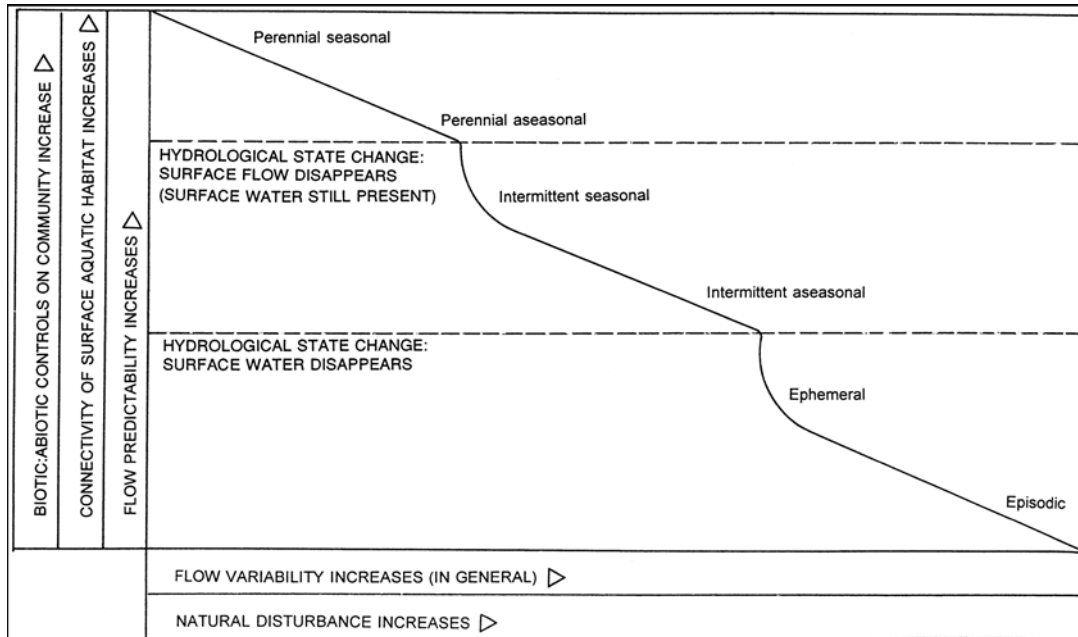 Perennial seasonal
Perennial aseasonal
HYDROLOGICAL STATE CHANGE:
SURFACE FLOW DISAPPEARS
(SURFACE WATER STILL PRESENT)
Intermittent seasonal
Intermittent aseasonal
HYDROLOGICAL STATE CHANGE:
SURFACE WATER DISAPPEARS
Ephemeral
Episodic
BIOTIC:ABIOTIC CONTROLS ON COMMUNITY INCREASE
CONNECTIVITY OF SURFACE AQUATIC HABITAT INCREASES
FLOW PREDICTABILITY INCREASES
FLOW VARIABILITY INCREASES (IN GENERAL)
NATURAL DISTURBANCE INCREASES